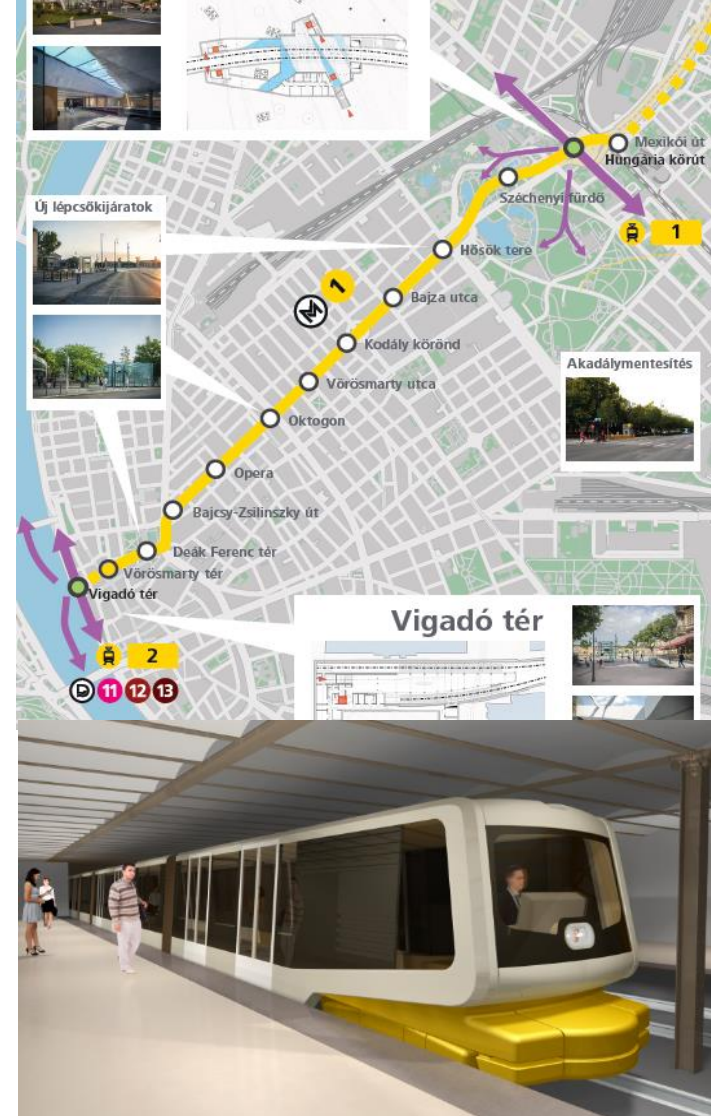 Mexikói út
Hungária körút
Széchenyi fürdő
1
Új lépcsőkijáratok
Hősök tere
1
Bajza utca
Kodály körönd
Akadálymentesítés
Vörösmarty utca
Oktogon
Opera
Bajcsy-Zsilinszky út
Deák Ferenc tér
Vörösmarty tér
Vigadó tér
Vigadó tér
2
D 11 12 13